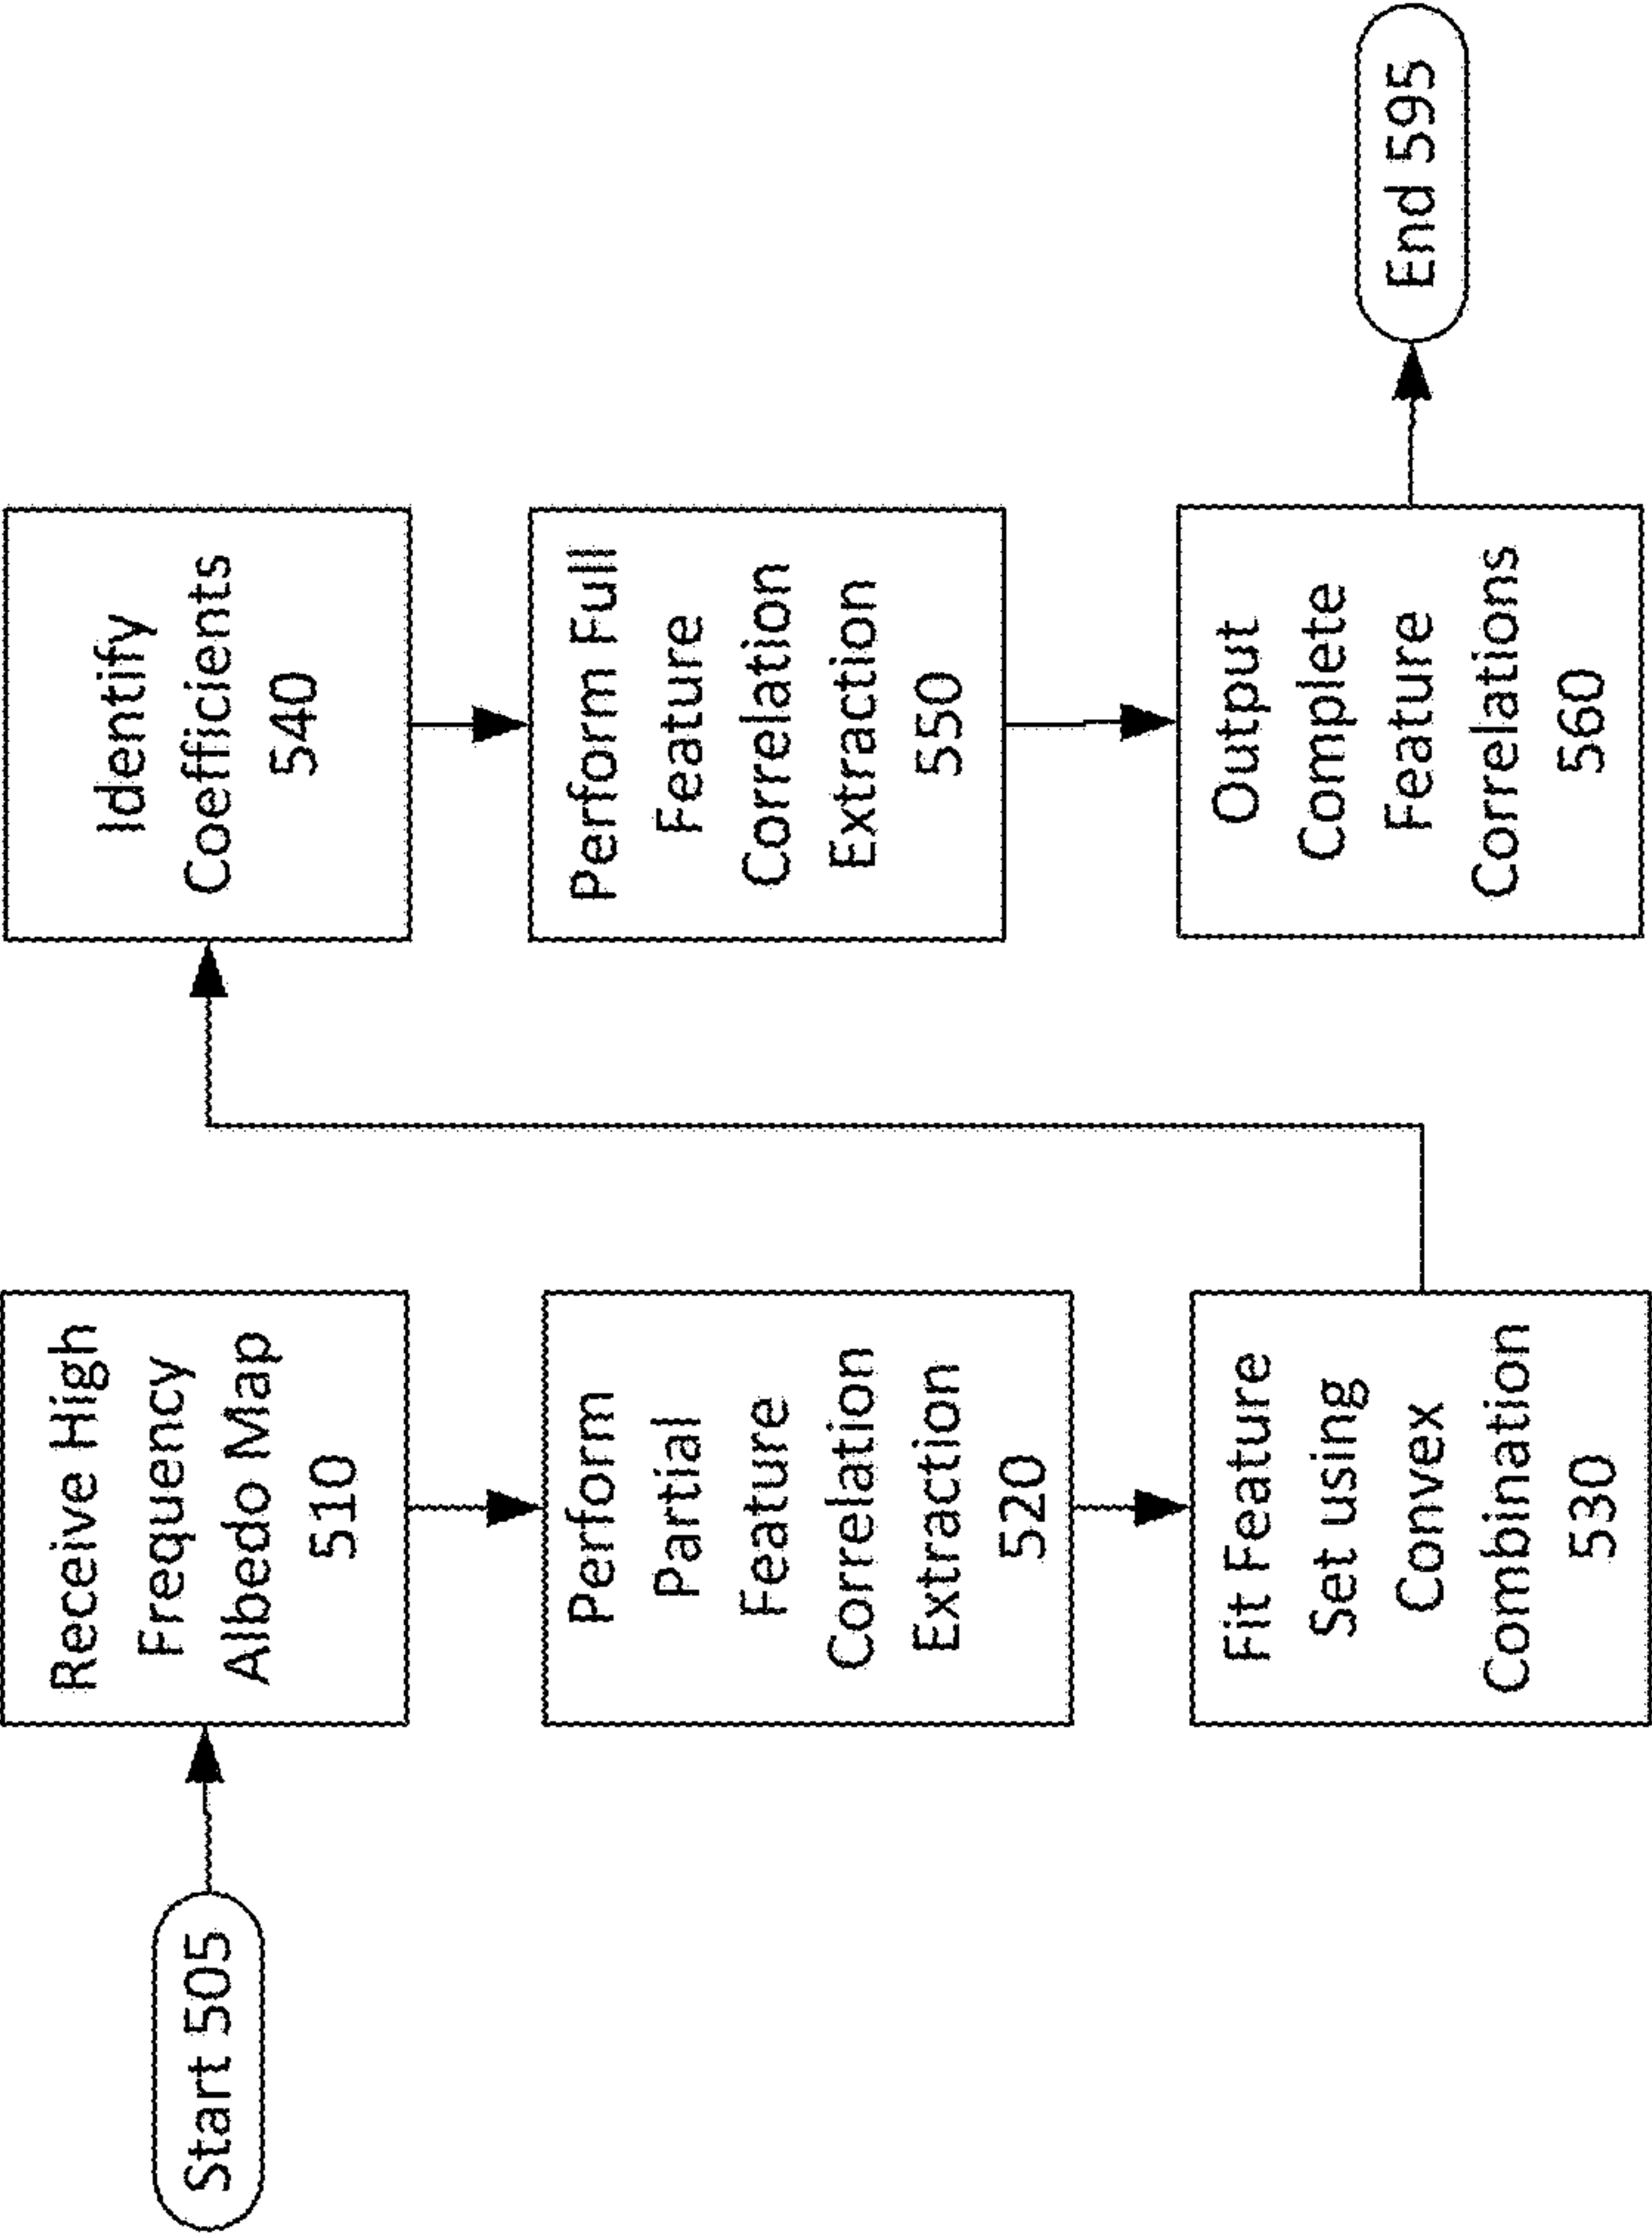 Start 505
Receive High
Frequency
Albedo Map
510
Perform
Partial
Feature
Correlation
Extraction
520
Fit Feature
Set using
Convex
Combination
530
Identify
Coefficients
540
Perform Full
Feature
Correlation
Extraction
550
Output
Complete
Feature
Correlations
560
End 595